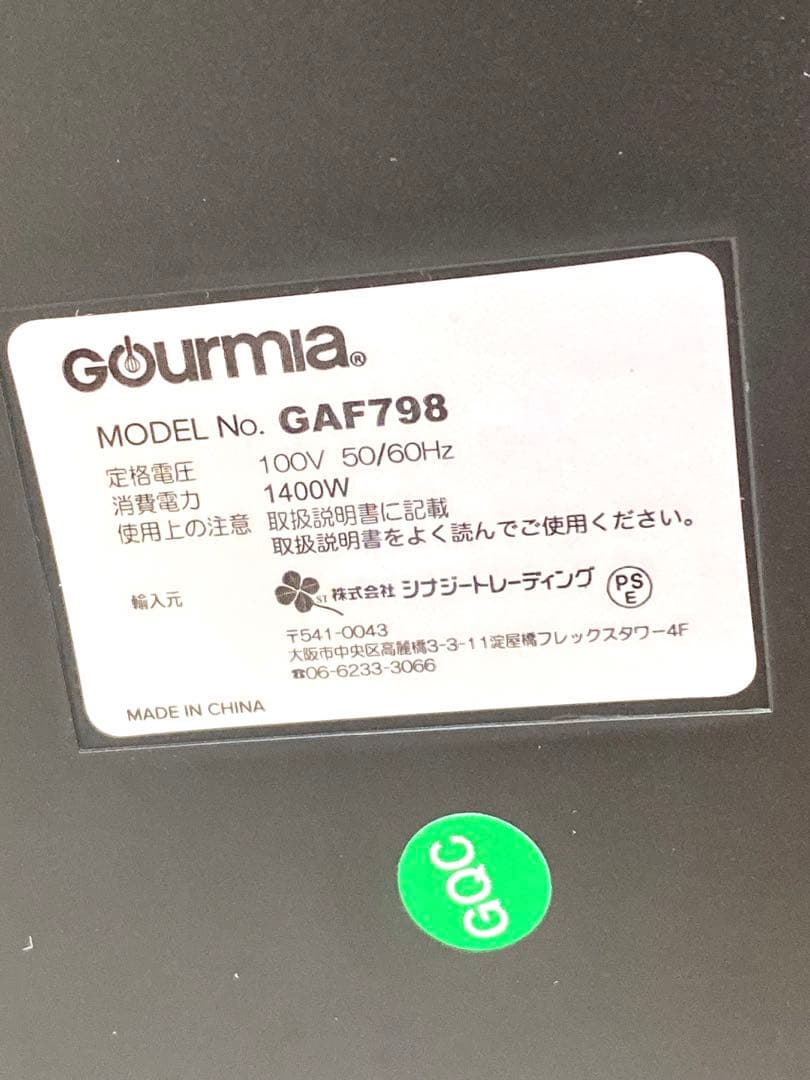 Gourmia®
MODEL No. GAF798
定格電圧 100V 50/60Hz
消費電力 1400W
使用上の注意 取扱説明書に記載
取扱説明書をよく読んでご使用ください。
輸入元 ST 株式会社 シナジートレーディング PSE
〒541-0043
大阪市中央区高麗橋3-3-11淀屋橋フレックスタワー4F
☎06-6233-3066
MADE IN CHINA
GQC